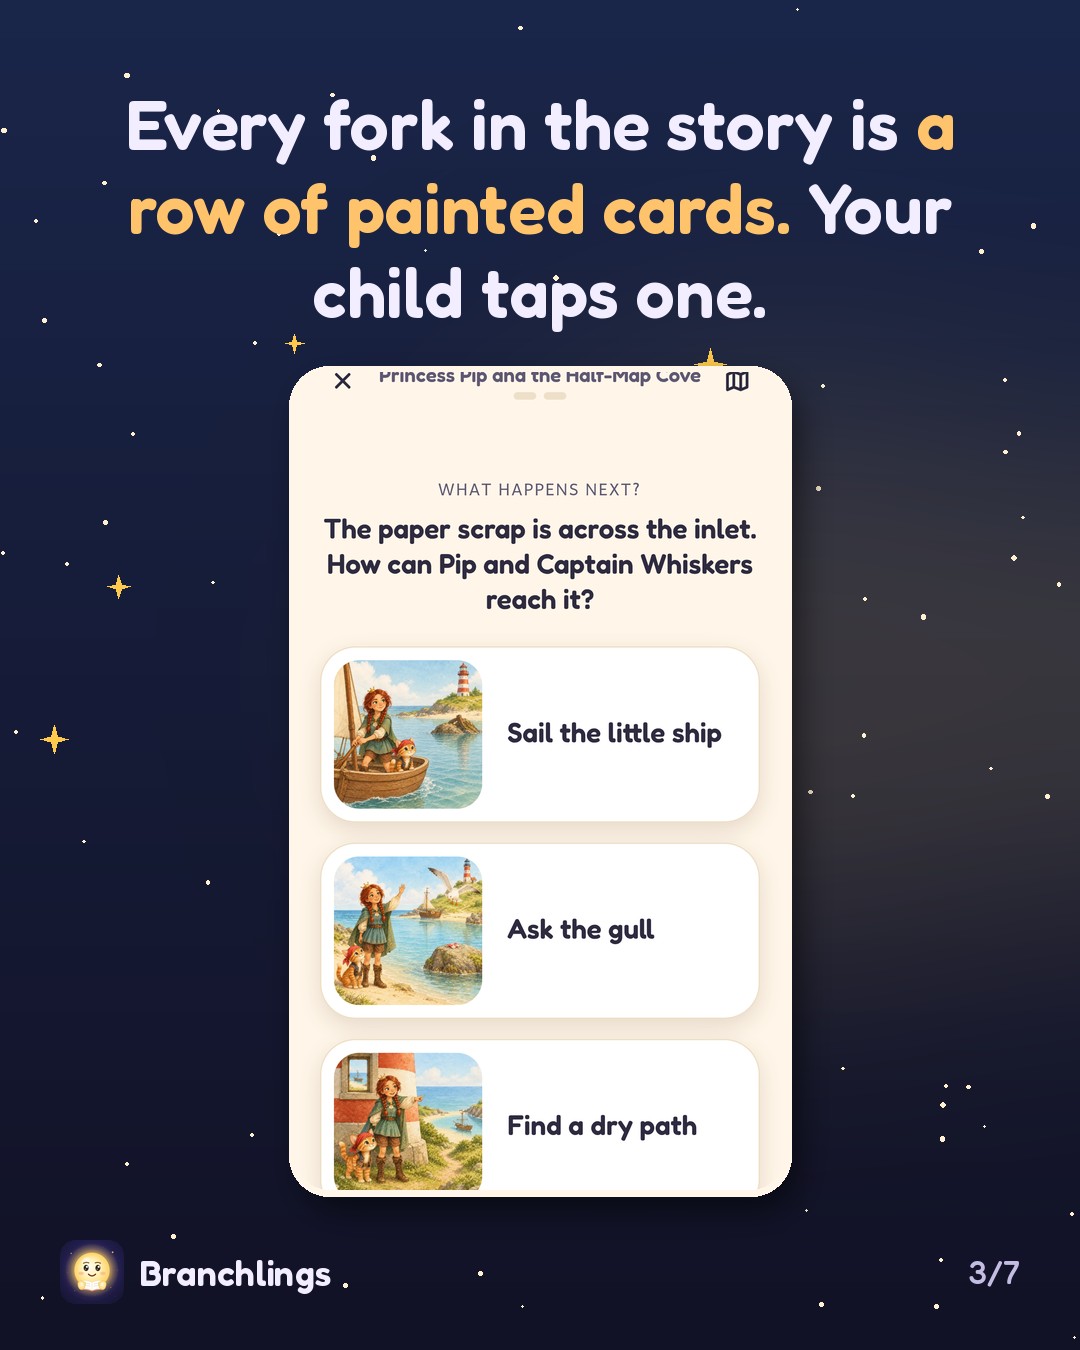 Every fork in the story is a
row of painted cards. Your
child taps one.
Princess Pip and the Half-Map Cove
WHAT HAPPENS NEXT?
The paper scrap is across the inlet.
How can Pip and Captain Whiskers
reach it?
Sail the little ship
Ask the gull
Find a dry path
Branchlings
3/7